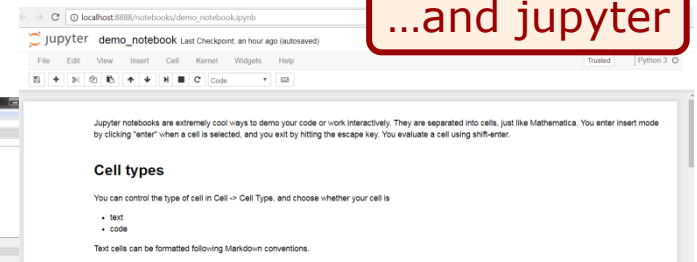 …and jupyter
localhost:8888/notebooks/demo_notebook.ipynb
jupyter demo_notebook Last Checkpoint: an hour ago (autosaved)
File Edit View Insert Cell Kernel Widgets Help Trusted Python 3
Code
Jupyter notebooks are extremely cool ways to demo your code or work interactively. They are separated into cells, just like Mathematica. You enter insert mode
by clicking "enter" when a cell is selected, and you exit by hitting the escape key. You evaluate a cell using shift-enter.
Cell types
You can control the type of cell in Cell -> Cell Type, and choose whether your cell is
• text
• code
Text cells can be formatted following Markdown conventions.